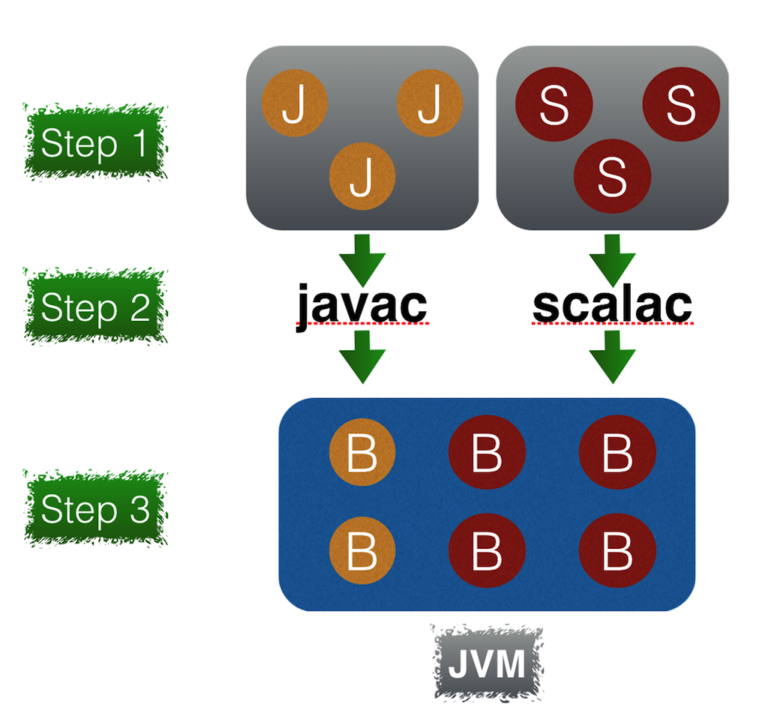 Step 1
J J
J
S S
S
Step 2
javac
scalac
Step 3
B B B
B B B
JVM